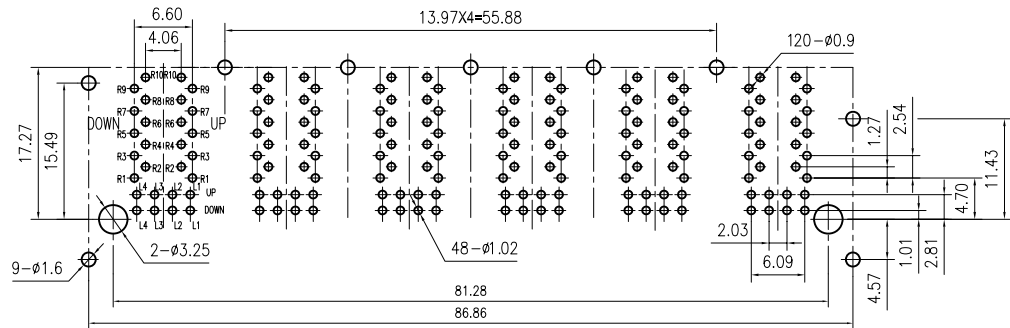 6.60
13.97X4=55.88
4.06
120-ø0.9
R10 R10
R9 R9
R8 R8
R7 R7
DOWN R6 R6 UP
R5 R5
R4 R4
R3 R3
R2 R2
R1 R1
L4 L3 L2 L1 UP
DOWN
L4 L3 L2 L1
17.27
15.49
2-ø3.25
9-ø1.6
48-ø1.02
1.27
2.54
11.43
4.70
2.03
6.09
1.01
2.81
4.57
81.28
86.86